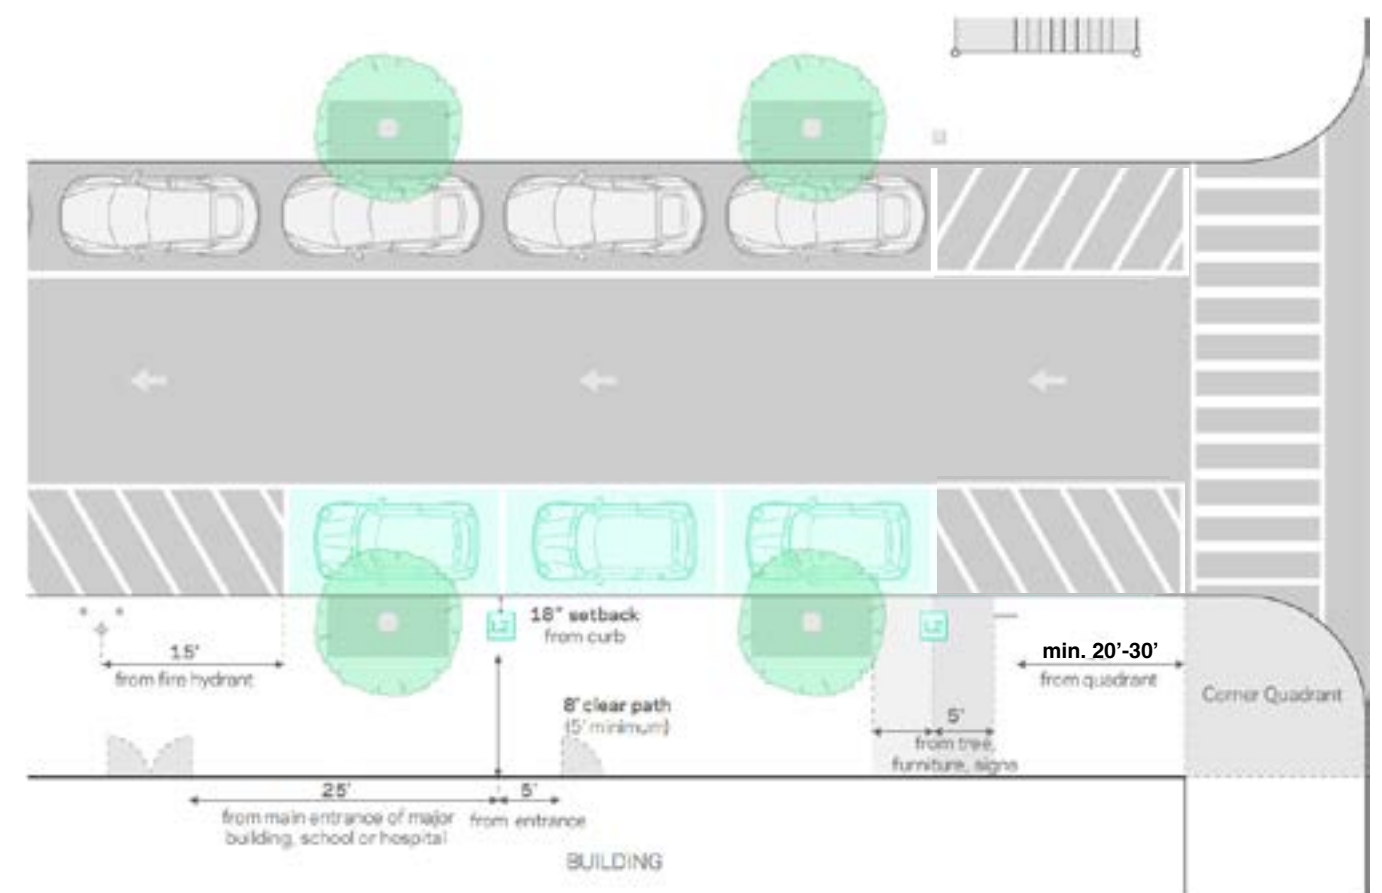 LZ
18" setback
from curb
LZ
15'
from fire hydrant
min. 20'-30'
from quadrant
Corner Quadrant
8' clear path
(5' minimum)
5'
from tree,
furniture, signs
25'
5'
from main entrance of major
building, school or hospital
from entrance
BUILDING